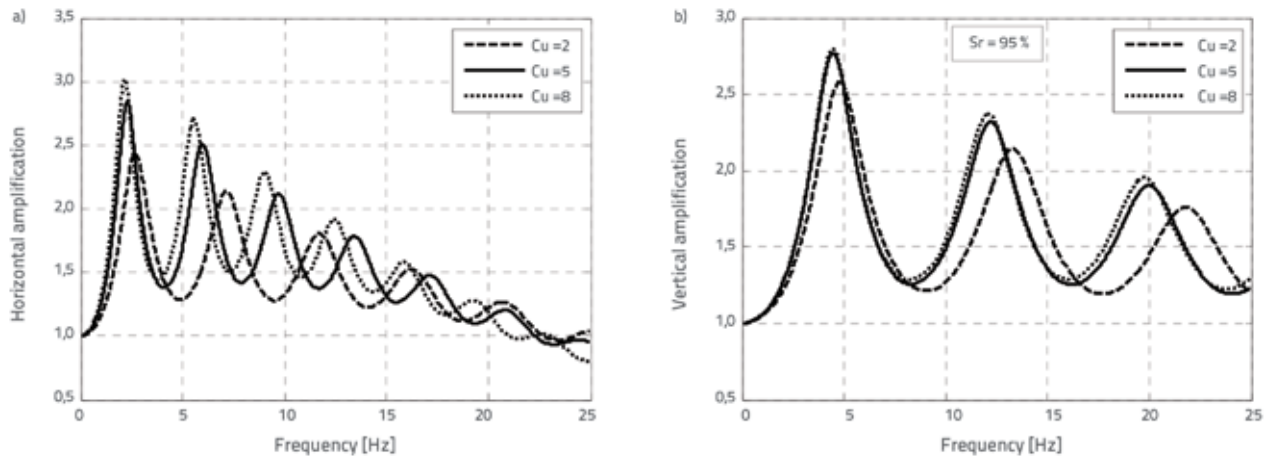 a)
3,5
3,0
2,5
2,0
1,5
1,0
0,5
Horizontal amplification
Cu =2
Cu =5
Cu =8
0 5 10 15 20 25
Frequency [Hz]
b)
3,0
2,5
2,0
1,5
1,0
0,5
Vertical amplification
Sr = 95 %
Cu =2
Cu =5
Cu =8
0 5 10 15 20 25
Frequency [Hz]